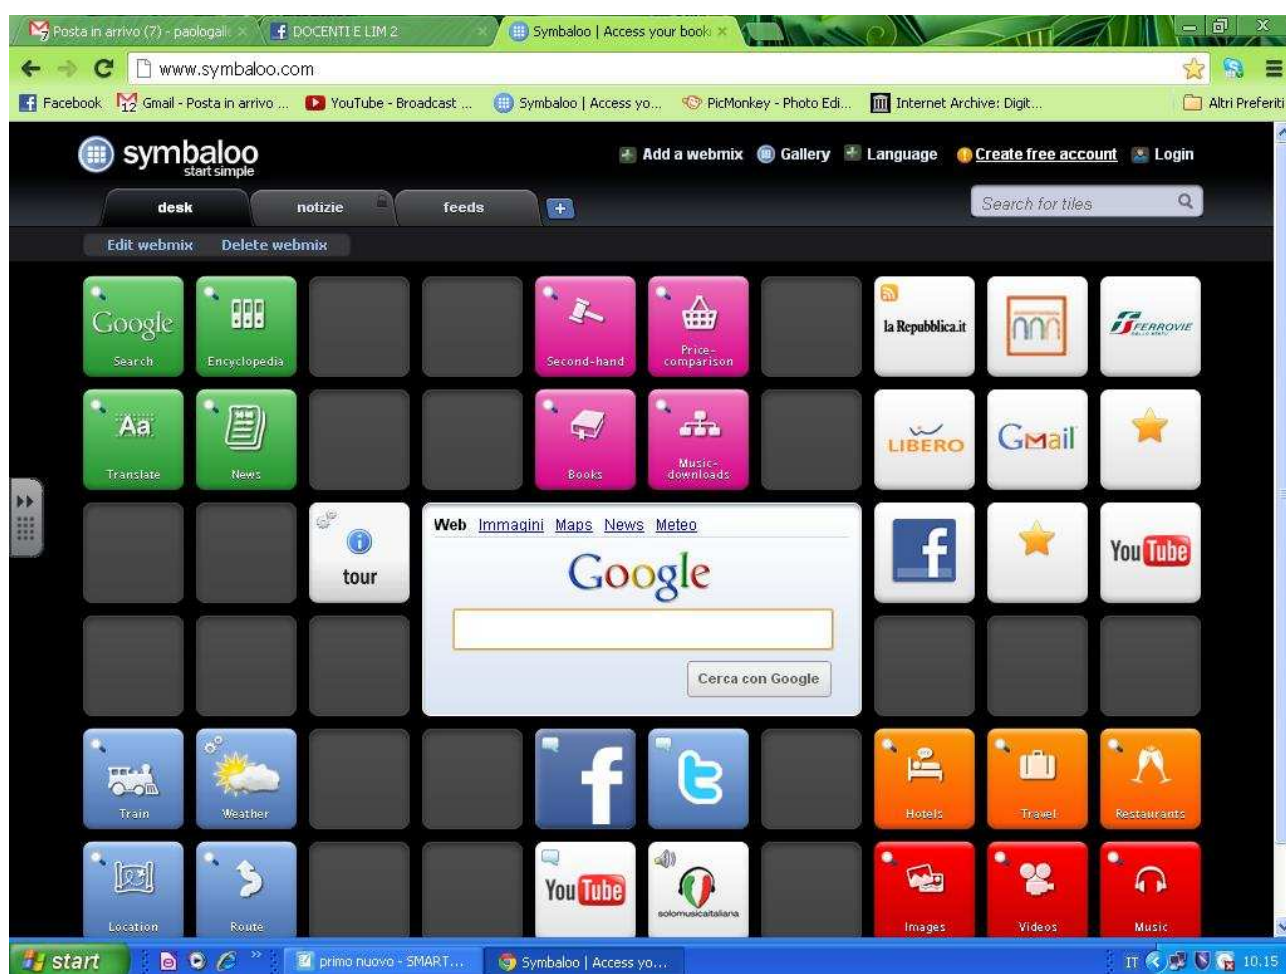 Posta in arrivo (7) - paologall
DOCENTI E LIM 2
Symbaloo | Access your book
www.symbaloo.com
Facebook
12
Gmail - Posta in arrivo ...
YouTube - Broadcast ...
Symbaloo | Access yo...
PicMonkey - Photo Edi...
Internet Archive: Digit...
Altri Preferiti
symbaloo
start simple
Add a webmix
Gallery
Language
Create free account
Login
desk
notizie
feeds
Search for tiles
Edit webmix
Delete webmix
Google
Search
Encyclopedia
Second-hand
Price-
comparison
la Repubblica.it
FERROVIE
Aa
Translate
News
Books
Music-
downloads
LIBERO
GMail
tour
Web Immagini Maps News Meteo
Google
Cerca con Google
You Tube
Train
Weather
Hotels
Travel
Restaurants
Location
Route
You Tube
solomusicaitaliana
Images
Videos
Music
start
primo nuovo - SMART...
Symbaloo | Access yo...
IT
10.15